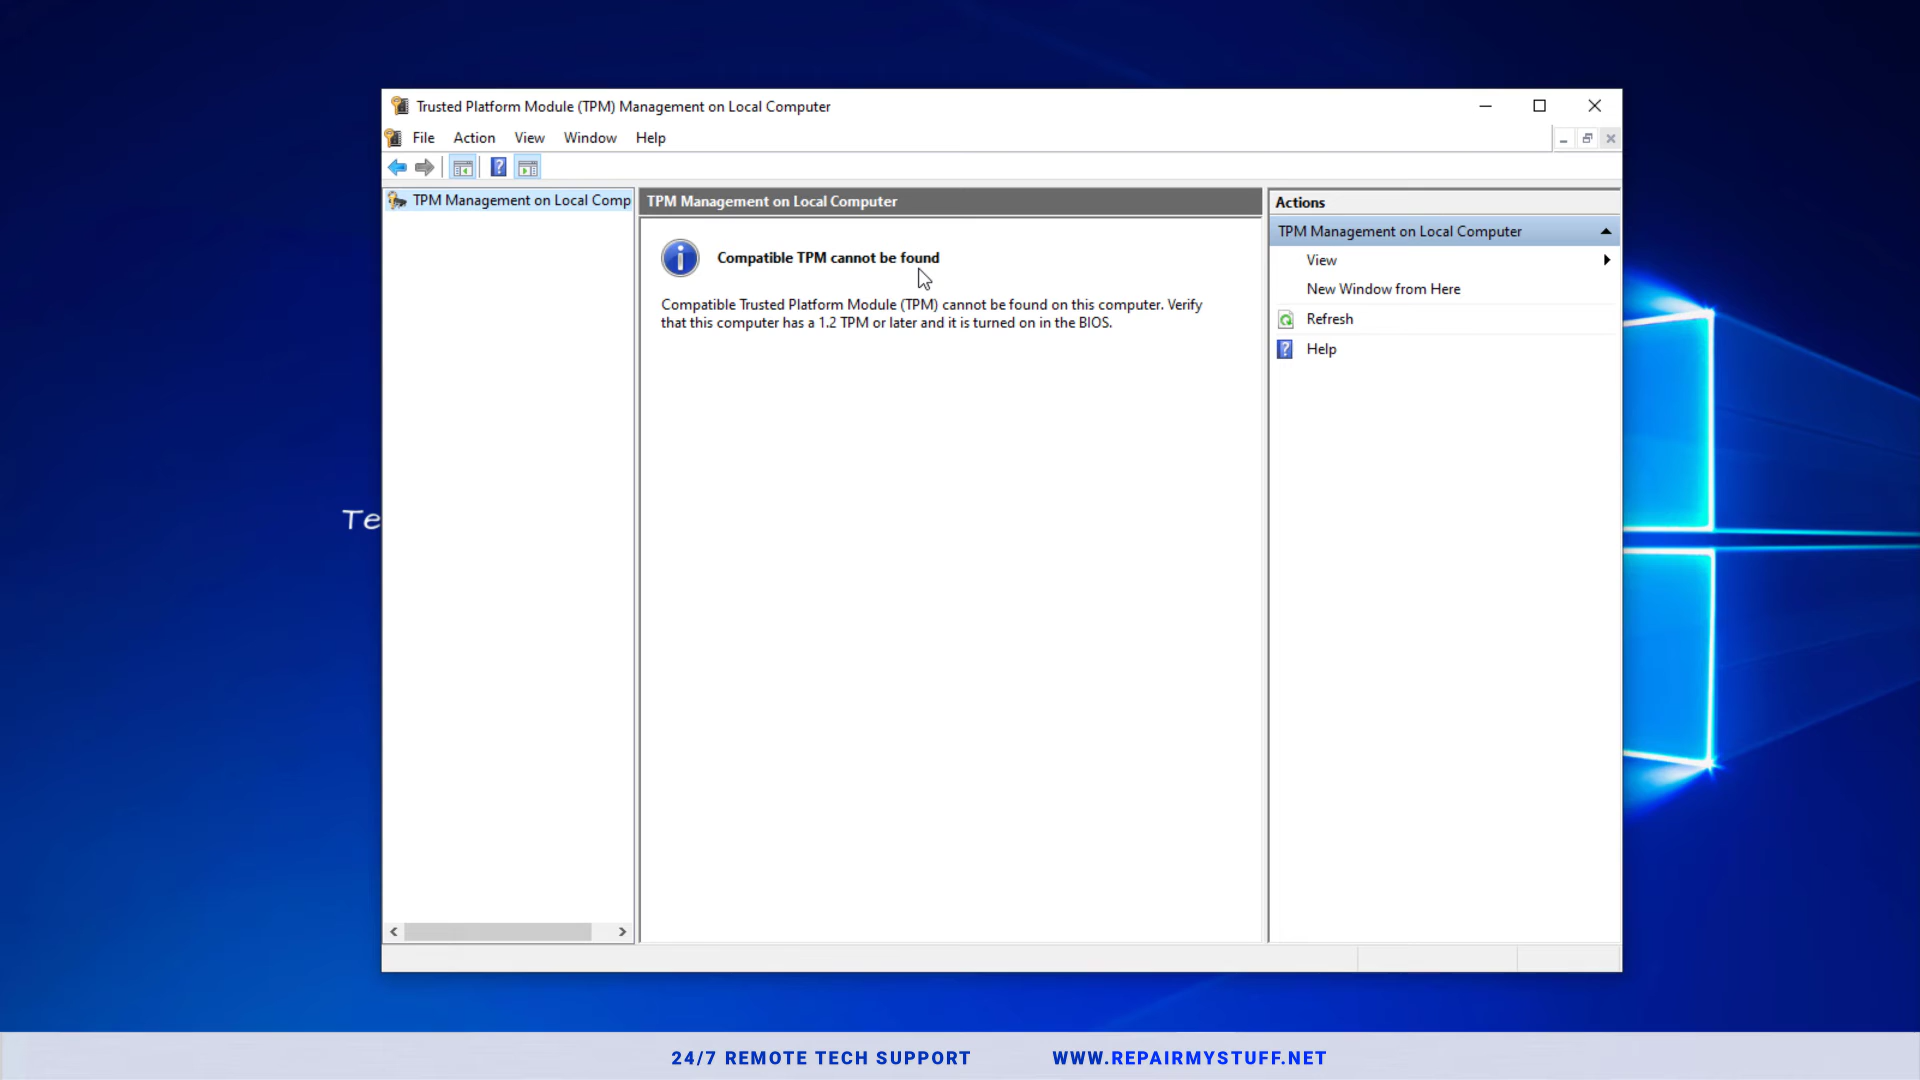 Trusted Platform Module (TPM) Management on Local Computer
File Action View Window Help
TPM Management on Local Comp
TPM Management on Local Computer
Compatible TPM cannot be found
Compatible Trusted Platform Module (TPM) cannot be found on this computer. Verify
that this computer has a 1.2 TPM or later and it is turned on in the BIOS.
Actions
TPM Management on Local Computer
View
New Window from Here
Refresh
Help
Te
24/7 REMOTE TECH SUPPORT WWW.REPAIRMYSTUFF.NET